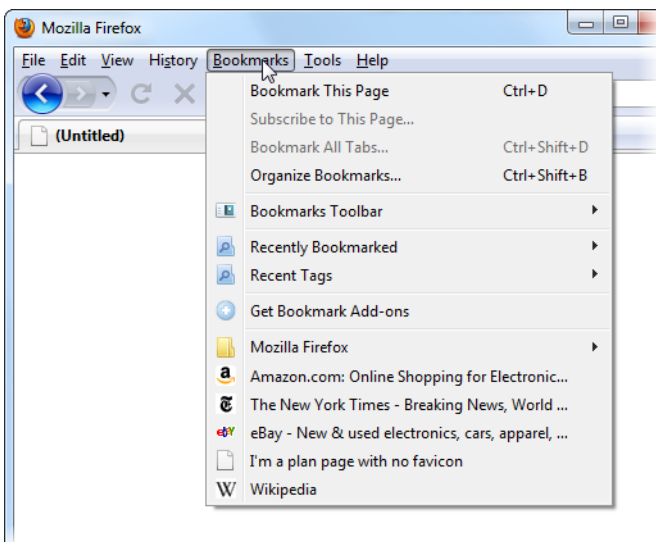 Mozilla Firefox
File Edit View History Bookmarks Tools Help
(Untitled)
Bookmark This Page Ctrl+D
Subscribe to This Page...
Bookmark All Tabs... Ctrl+Shift+D
Organize Bookmarks... Ctrl+Shift+B
Bookmarks Toolbar
Recently Bookmarked
Recent Tags
Get Bookmark Add-ons
Mozilla Firefox
a Amazon.com: Online Shopping for Electronic...
T The New York Times - Breaking News, World ...
ebY eBay - New & used electronics, cars, apparel, ...
I'm a plan page with no favicon
W Wikipedia